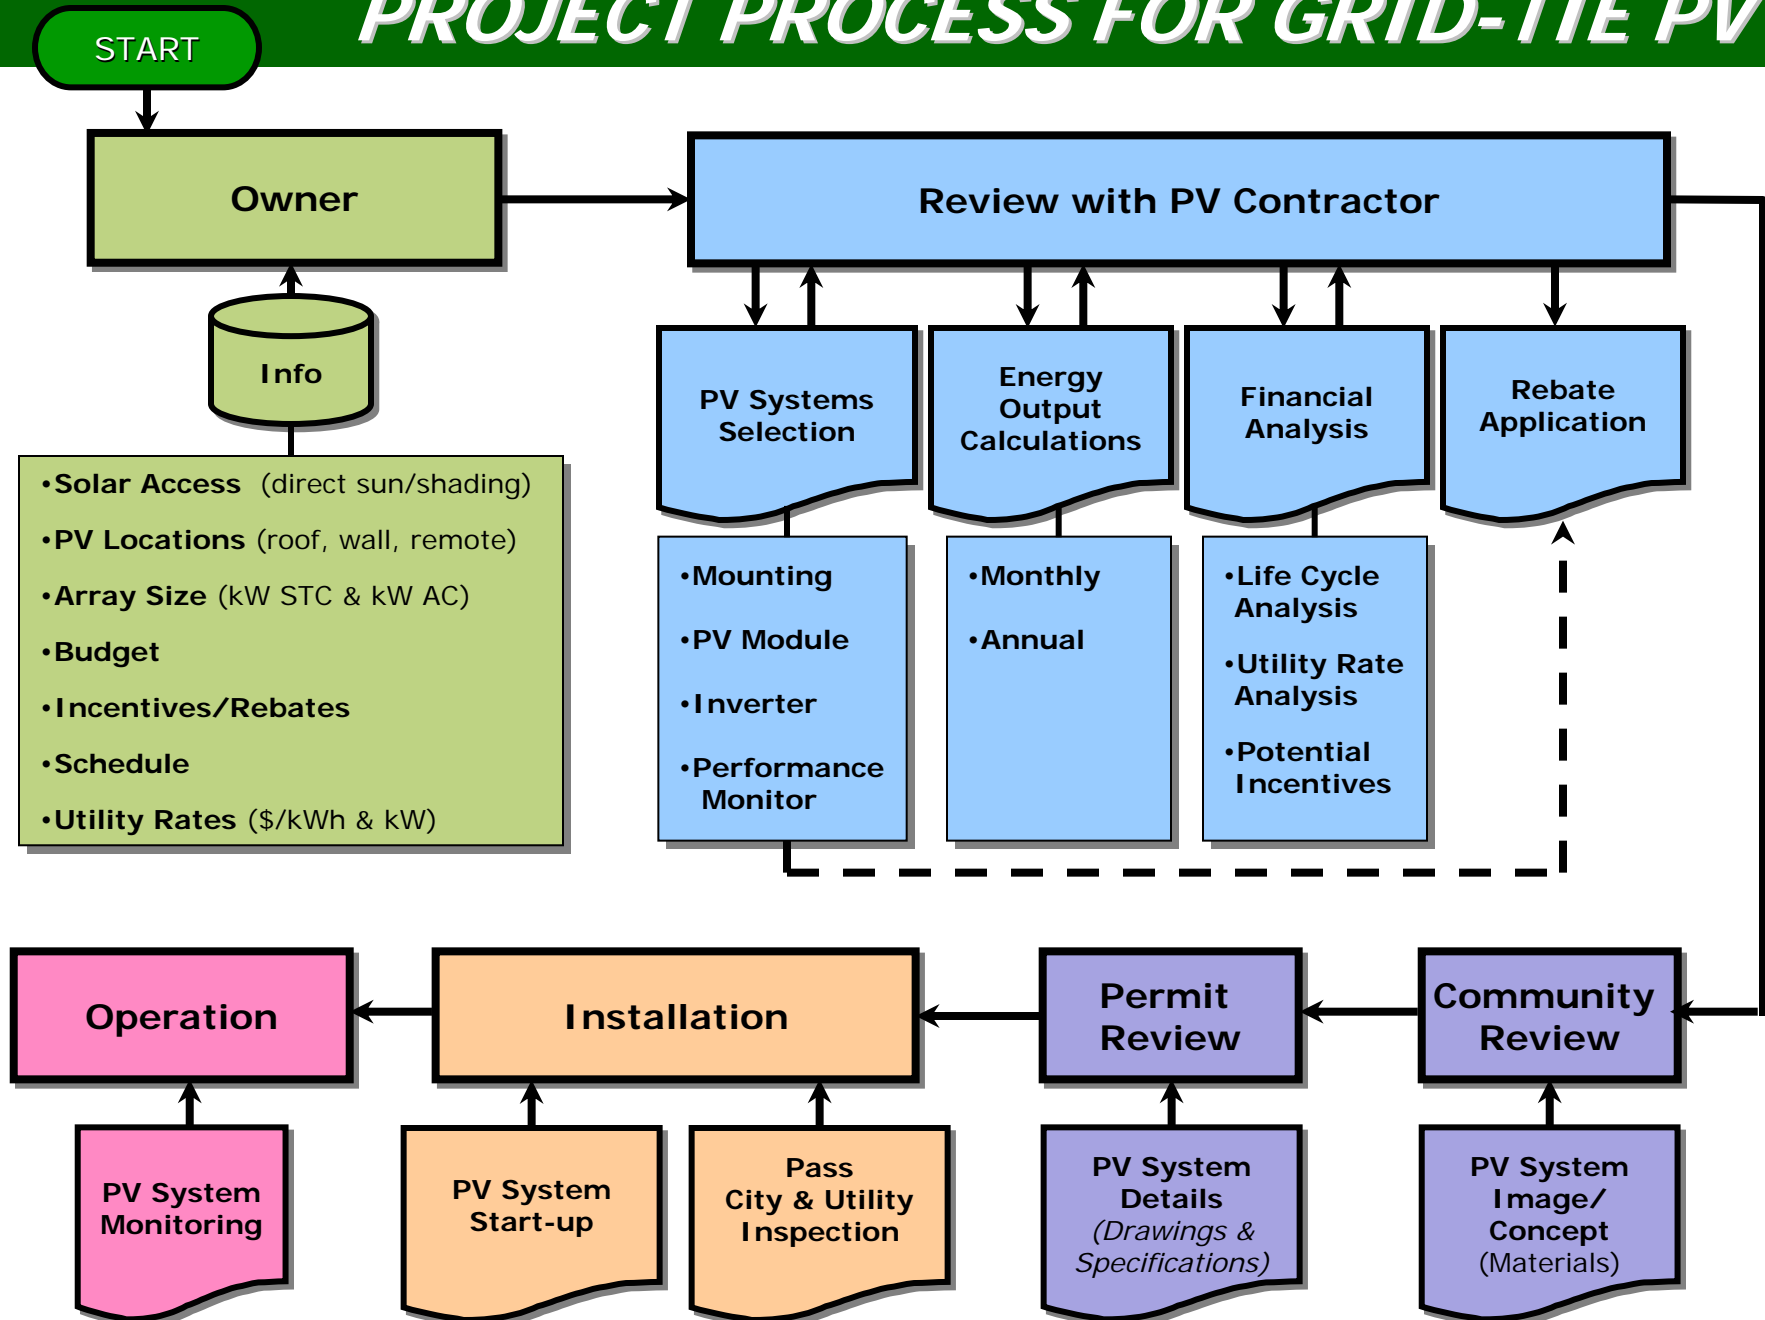 PROJECT PROCESS FOR GRID-TIE PV
START
Owner
Review with PV Contractor
Info
•Solar Access (direct sun/shading)
•PV Locations (roof, wall, remote)
•Array Size (kW STC & kW AC)
•Budget
•Incentives/Rebates
•Schedule
•Utility Rates ($/kWh & kW)
PV Systems
Selection
Energy
Output
Calculations
Financial
Analysis
Rebate
Application
•Mounting
•PV Module
•Inverter
•Performance
Monitor
•Monthly
•Annual
•Life Cycle
Analysis
•Utility Rate
Analysis
•Potential
Incentives
Operation
Installation
Permit
Review
Community
Review
PV System
Monitoring
PV System
Start-up
Pass
City & Utility
Inspection
PV System
Details
(Drawings &
Specifications)
PV System
Image/
Concept
(Materials)